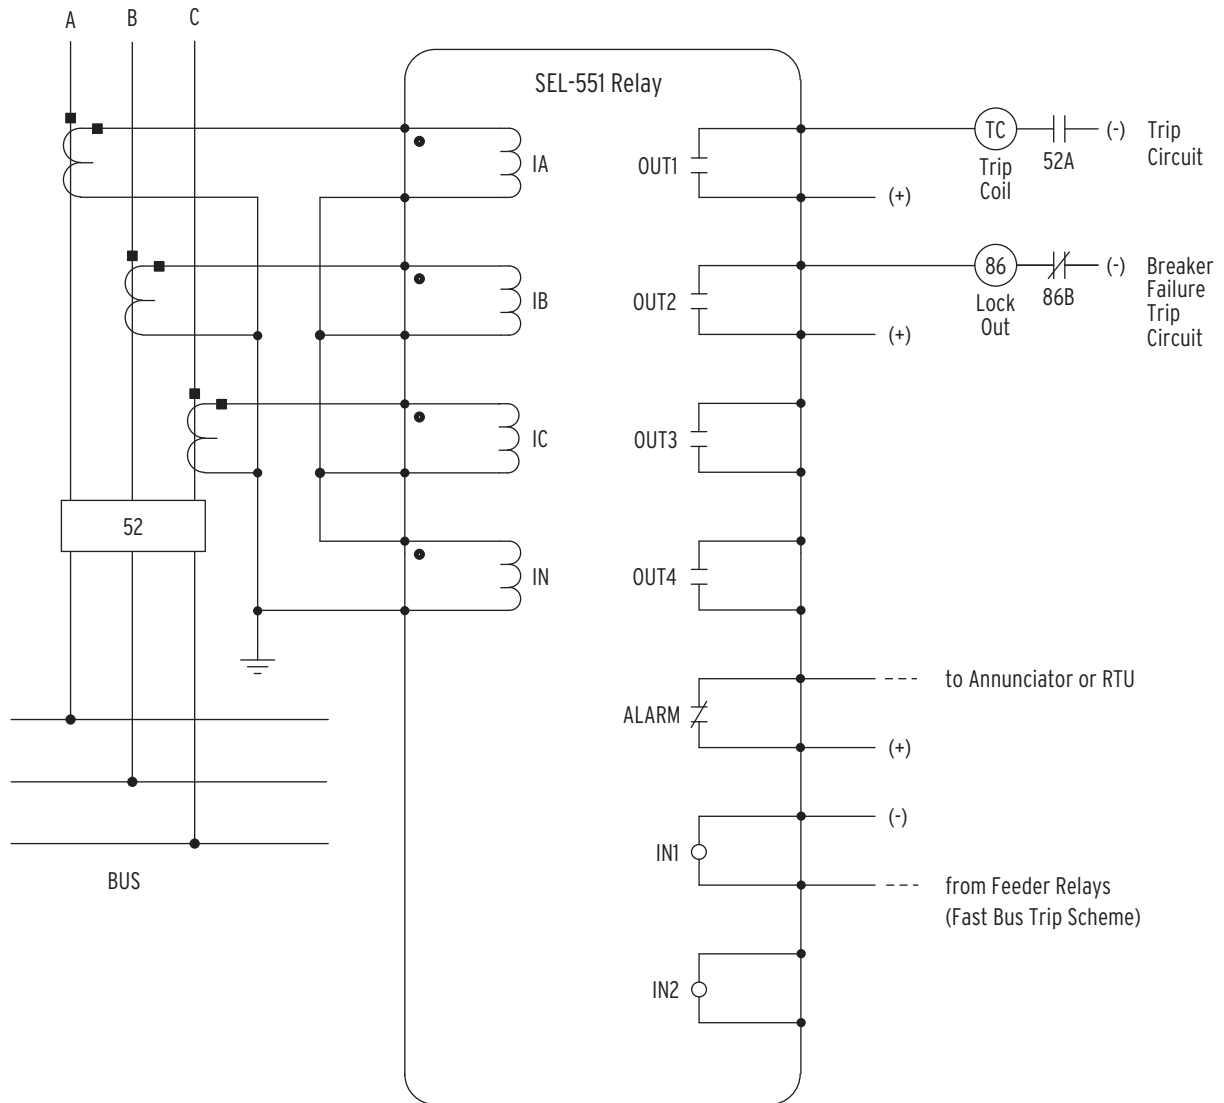 A B C
SEL-551 Relay
IA
OUT1
TC
Trip
Coil
52A
(-)
Trip
Circuit
(+)
IB
OUT2
86
Lock
Out
86B
(-)
Breaker
Failure
Trip
Circuit
(+)
IC
OUT3
52
IN
OUT4
ALARM
to Annunciator or RTU
(+)
(-)
IN1
from Feeder Relays
(Fast Bus Trip Scheme)
BUS
IN2